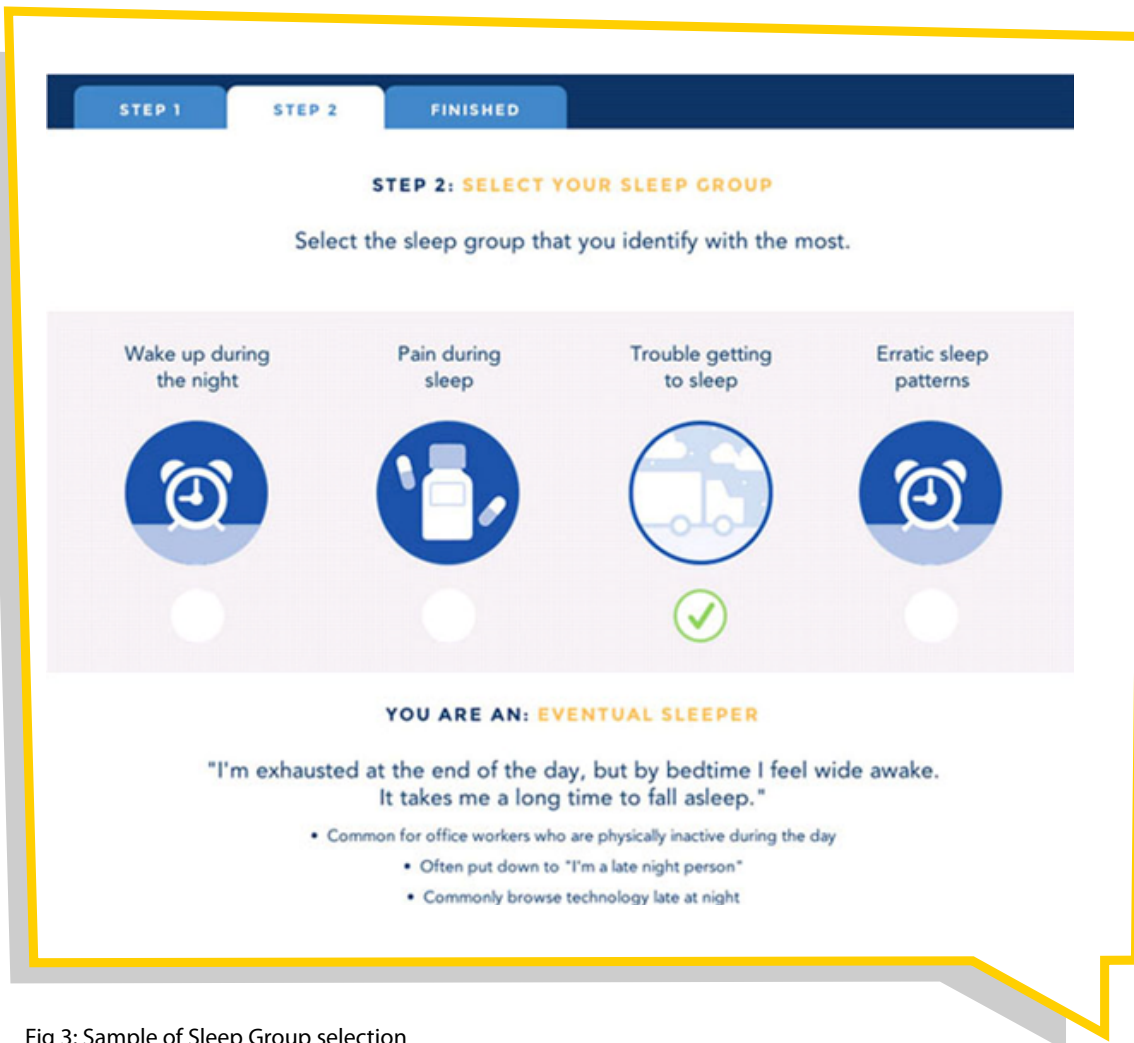 STEP 1 STEP 2 FINISHED
STEP 2: SELECT YOUR SLEEP GROUP
Select the sleep group that you identify with the most.
Wake up during
the night
Pain during
sleep
Trouble getting
to sleep
Erratic sleep
patterns
YOU ARE AN: EVENTUAL SLEEPER
"I'm exhausted at the end of the day, but by bedtime I feel wide awake.
It takes me a long time to fall asleep."
• Common for office workers who are physically inactive during the day
• Often put down to "I'm a late night person"
• Commonly browse technology late at night
Fig 3: Sample of Sleep Group selection